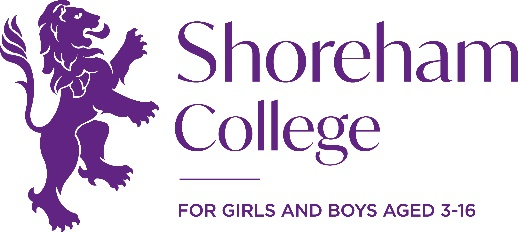 Shoreham
College
FOR GIRLS AND BOYS AGED 3-16